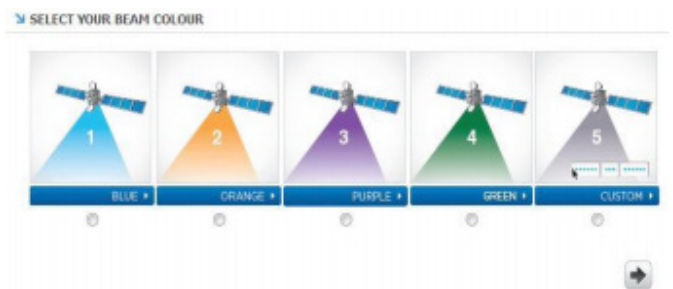 SELECT YOUR BEAM COLOUR
1 2 3 4 5
BLUE ORANGE PURPLE GREEN CUSTOM